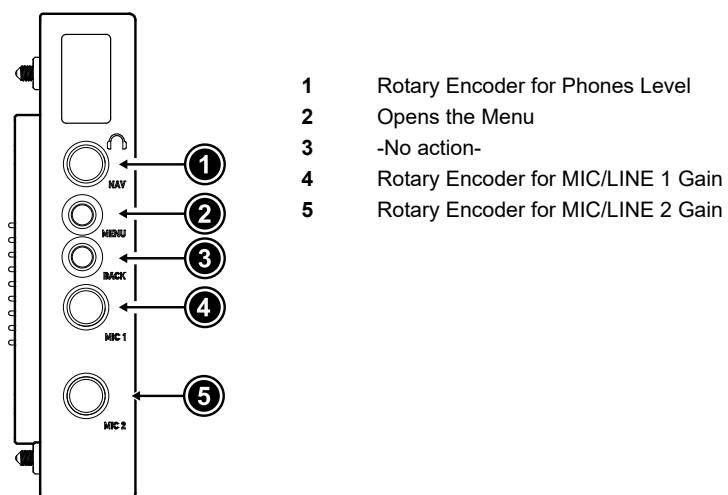 1 Rotary Encoder for Phones Level
2 Opens the Menu
3 -No action-
4 Rotary Encoder for MIC/LINE 1 Gain
5 Rotary Encoder for MIC/LINE 2 Gain
NAV
1
MENU
2
BACK
3
MIC 1
4
MIC 2
5